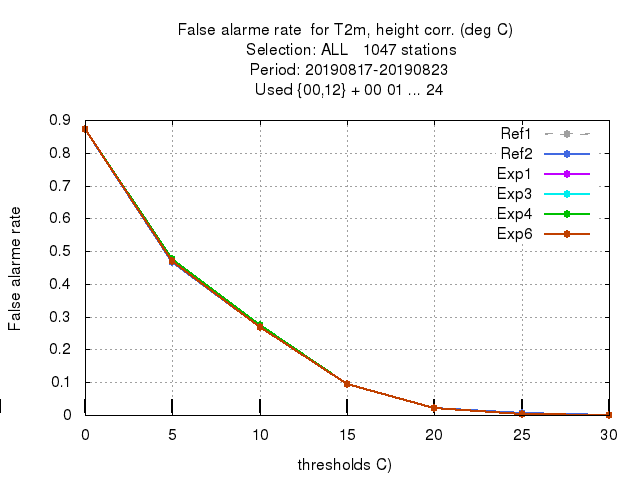 False alarme rate  for T2m, height corr. (deg C)
Selection: ALL   1047 stations
Period: 20190817-20190823
Used {00,12} + 00 01 ... 24
0.9
0.8
0.7
0.6
0.5
0.4
0.3
0.2
0.1
0
False alarme rate
Ref1
Ref2
Exp1
Exp3
Exp4
Exp6
0 5 10 15 20 25 30
thresholds C)